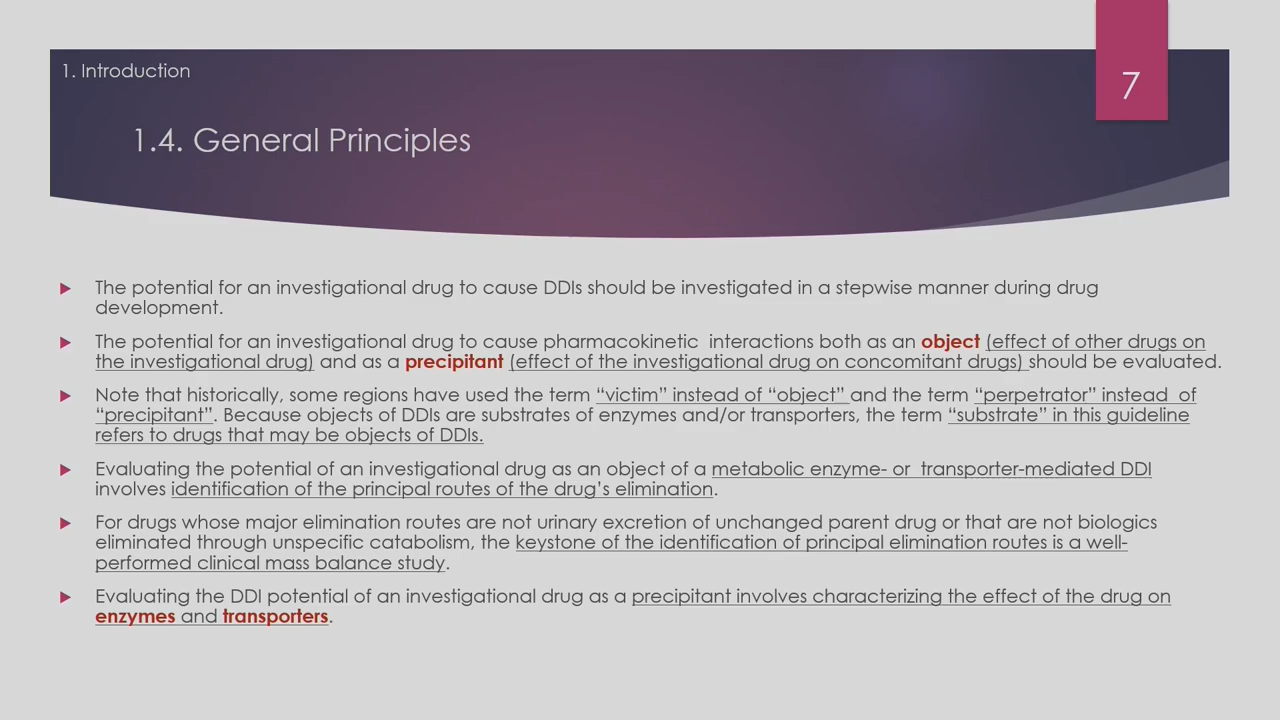 1. Introduction
7
1.4. General Principles
The potential for an investigational drug to cause DDIs should be investigated in a stepwise manner during drug
development.
The potential for an investigational drug to cause pharmacokinetic  interactions both as an object (effect of other drugs on
the investigational drug) and as a precipitant (effect of the investigational drug on concomitant drugs) should be evaluated.
Note that historically, some regions have used the term “victim” instead of “object” and the term “perpetrator” instead  of
“precipitant”. Because objects of DDIs are substrates of enzymes and/or transporters, the term “substrate” in this guideline
refers to drugs that may be objects of DDIs.
Evaluating the potential of an investigational drug as an object of a metabolic enzyme- or  transporter-mediated DDI
involves identification of the principal routes of the drug’s elimination.
For drugs whose major elimination routes are not urinary excretion of unchanged parent drug or that are not biologics
eliminated through unspecific catabolism, the keystone of the identification of principal elimination routes is a well-
performed clinical mass balance study.
Evaluating the DDI potential of an investigational drug as a precipitant involves characterizing the effect of the drug on
enzymes and transporters.